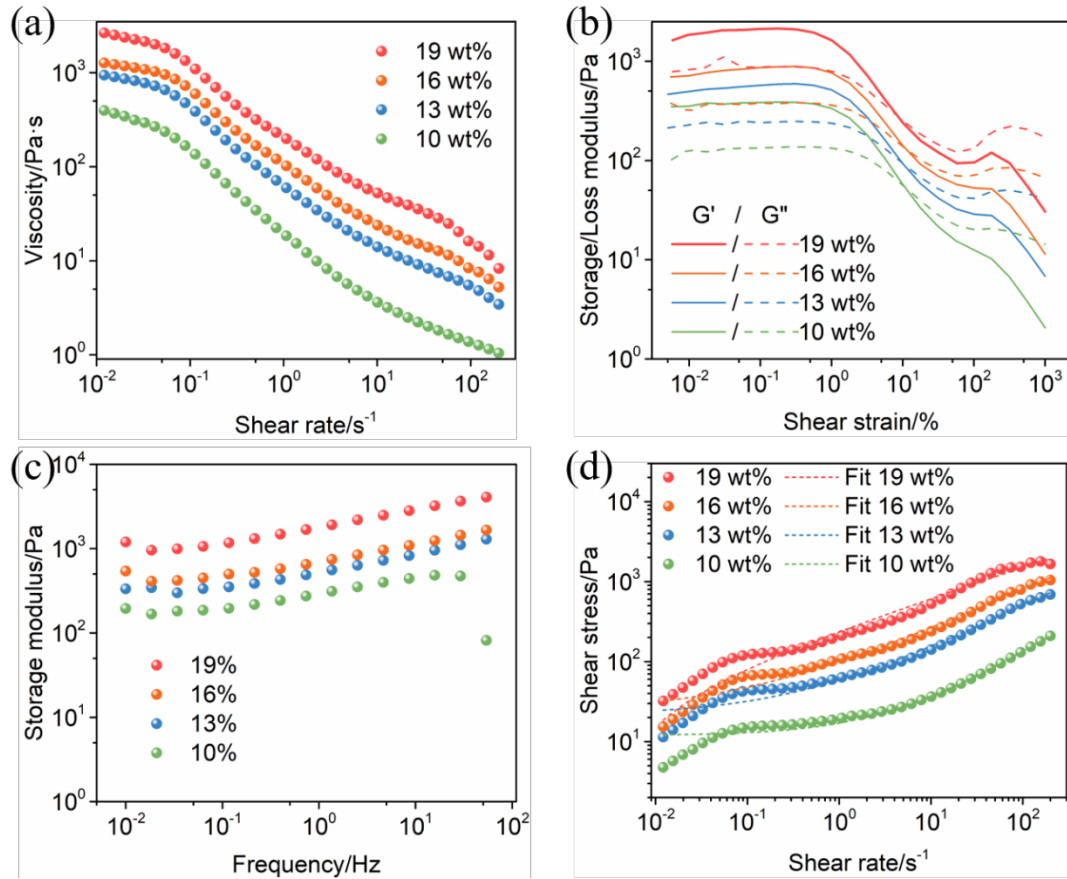 (a)
19 wt%
16 wt%
13 wt%
10 wt%
Viscosity/Pa·s
10³
10²
10¹
10⁰
10⁻² 10⁻¹ 10⁰ 10¹ 10²
Shear rate/s⁻¹
(b)
Storage/Loss modulus/Pa
10³
10²
10¹
10⁰
G' / G"
/ 19 wt%
/ 16 wt%
/ 13 wt%
/ 10 wt%
10⁻² 10⁻¹ 10⁰ 10¹ 10² 10³
Shear strain/%
(c)
Storage modulus/Pa
10⁴
10³
10²
10¹
10⁰
19%
16%
13%
10%
10⁻² 10⁰ 10² 
Frequency/Hz
(d)
19 wt% Fit 19 wt%
16 wt% Fit 16 wt%
13 wt% Fit 13 wt%
10 wt% Fit 10 wt%
Shear stress/Pa
10⁴
10³
10²
10¹
10⁻² 10⁻¹ 10⁰ 10¹ 10²
Shear rate/s⁻¹